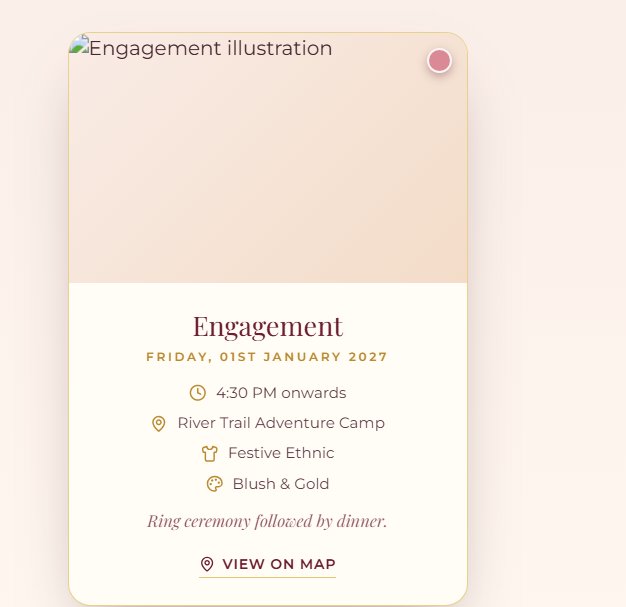 Engagement illustration
Engagement
FRIDAY, 01ST JANUARY 2027
4:30 PM onwards
River Trail Adventure Camp
Festive Ethnic
Blush & Gold
Ring ceremony followed by dinner.
VIEW ON MAP